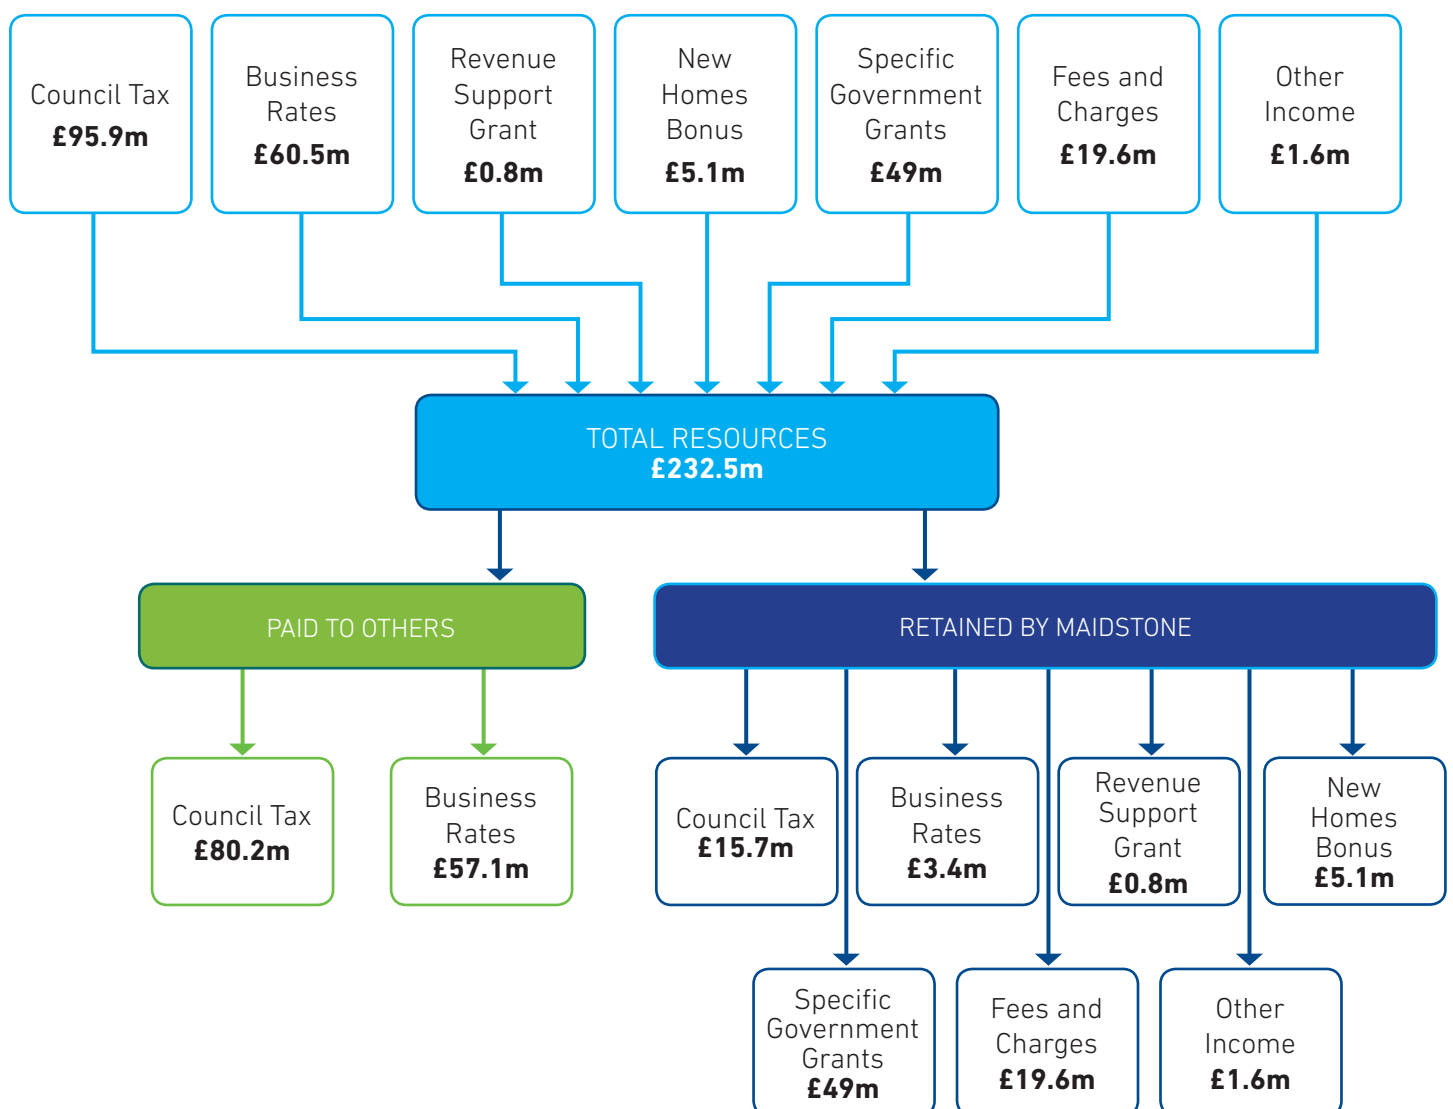 Council Tax
£95.9m
Business
Rates
£60.5m
Revenue
Support
Grant
£0.8m
New
Homes
Bonus
£5.1m
Specific
Government
Grants
£49m
Fees and
Charges
£19.6m
Other
Income
£1.6m
TOTAL RESOURCES
£232.5m
PAID TO OTHERS
RETAINED BY MAIDSTONE
Council Tax
£80.2m
Business
Rates
£57.1m
Council Tax
£15.7m
Business
Rates
£3.4m
Revenue
Support
Grant
£0.8m
New
Homes
Bonus
£5.1m
Specific
Government
Grants
£49m
Fees and
Charges
£19.6m
Other
Income
£1.6m